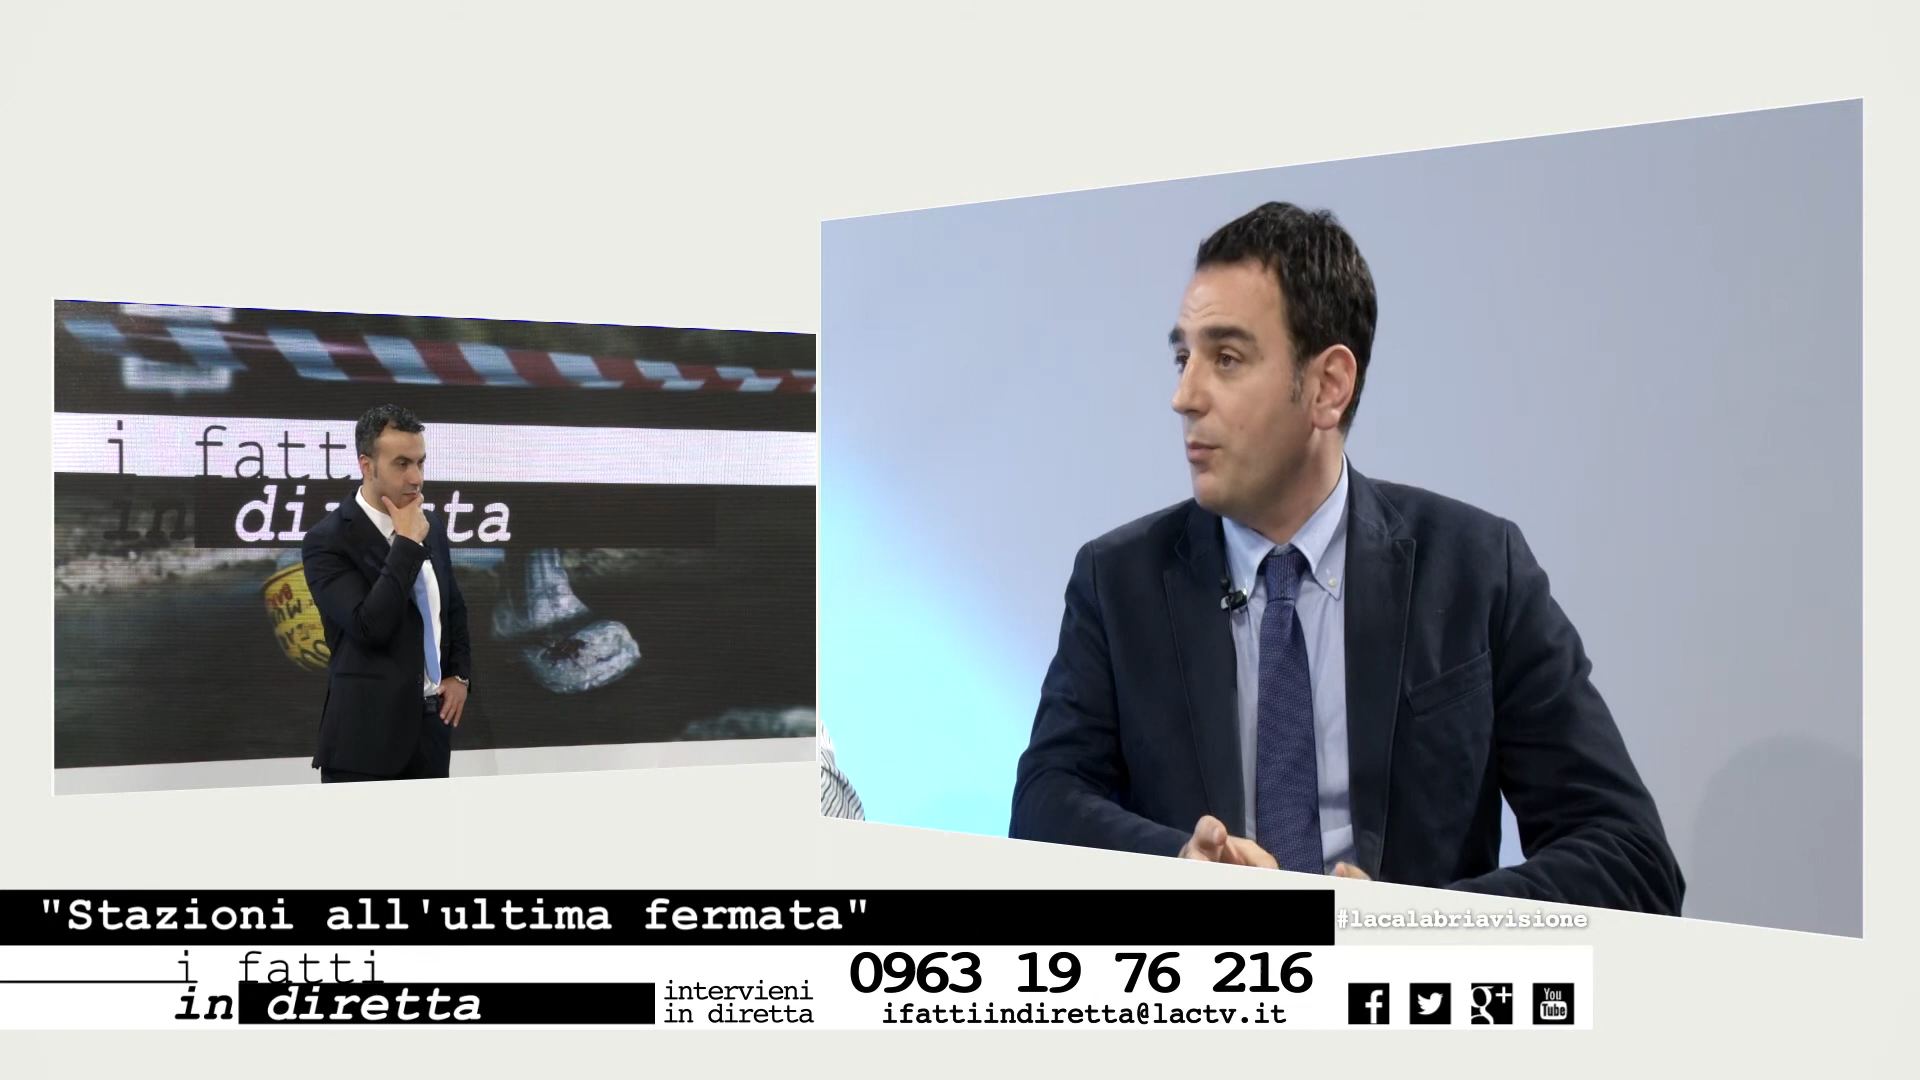 i fatti
in diretta
"Stazioni all'ultima fermata"
#lacalabriavisione
i fatti
in diretta
intervieni
in diretta
0963 19 76 216
ifattiindiretta@lactv.it
f
g+
You
Tube